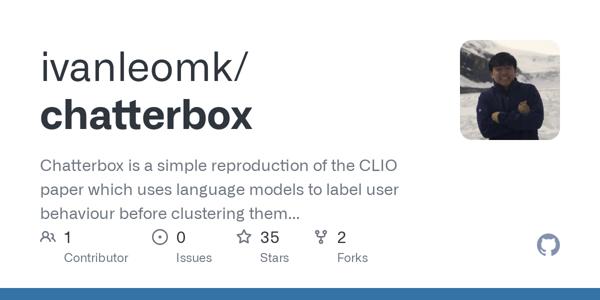 ivanleomk/
chatterbox
Chatterbox is a simple reproduction of the CLIO
paper which uses language models to label user
behaviour before clustering them...
1 0 35 2
Contributor Issues Stars Forks